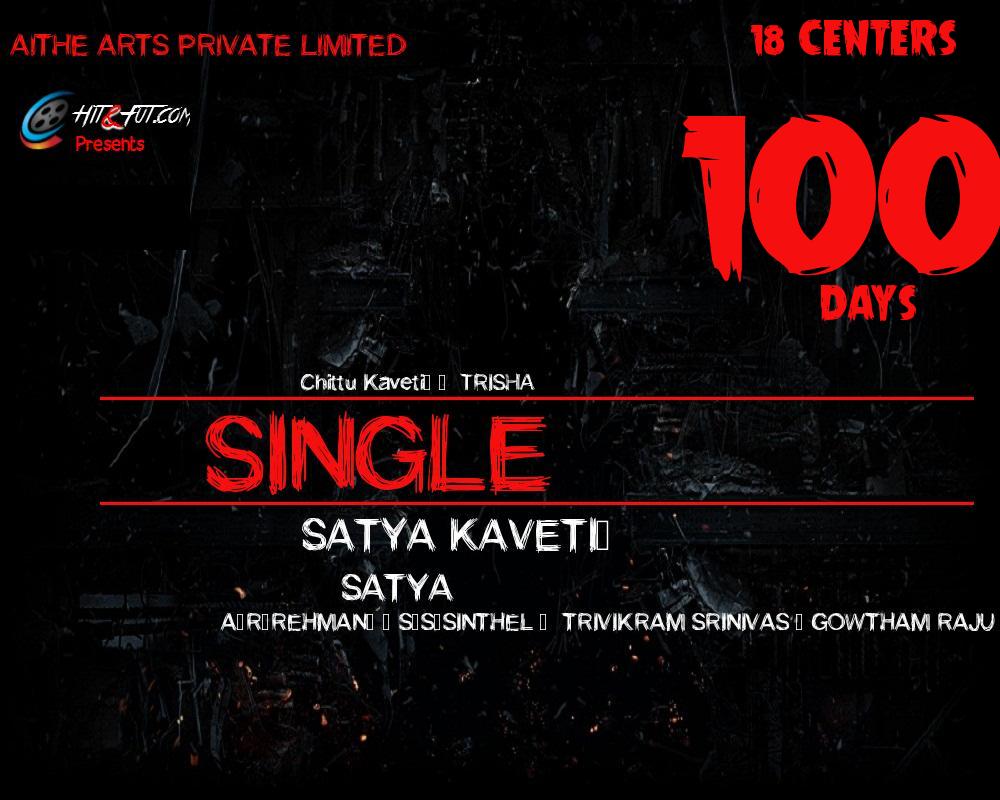 AITHE ARTS PRIVATE LIMITED
18 CENTERS
HIT&FUT.COM
Presents
100
DAYS
Chittu Kaveti▯ ▯ TRISHA
SINGLE
SATYA KAVETI▯
SATYA
A▯R▯REHMAN▯ ▯ S▯S▯SINTHEL ▯ TRIVIKRAM SRINIVAS ▯ GOWTHAM RAJU